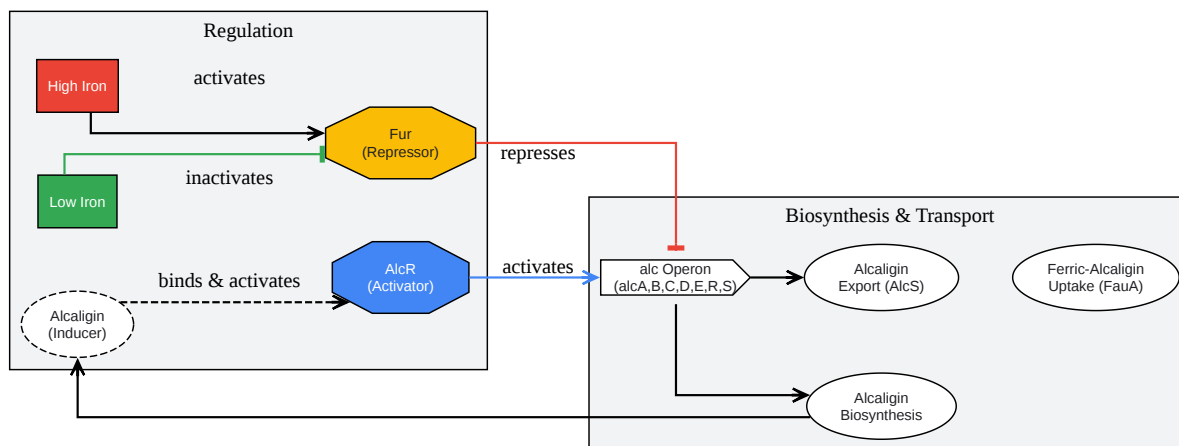 Regulation
High Iron
activates
Fur
(Repressor)
represses
inactivates
Low Iron
Biosynthesis & Transport
AlcR
(Activator)
activates
binds & activates
alc Operon
(alcA,B,C,D,E,R,S)
Alcaligin
Export (AlcS)
Ferric-Alcaligin
Uptake (FauA)
Alcaligin
(Inducer)
Alcaligin
Biosynthesis